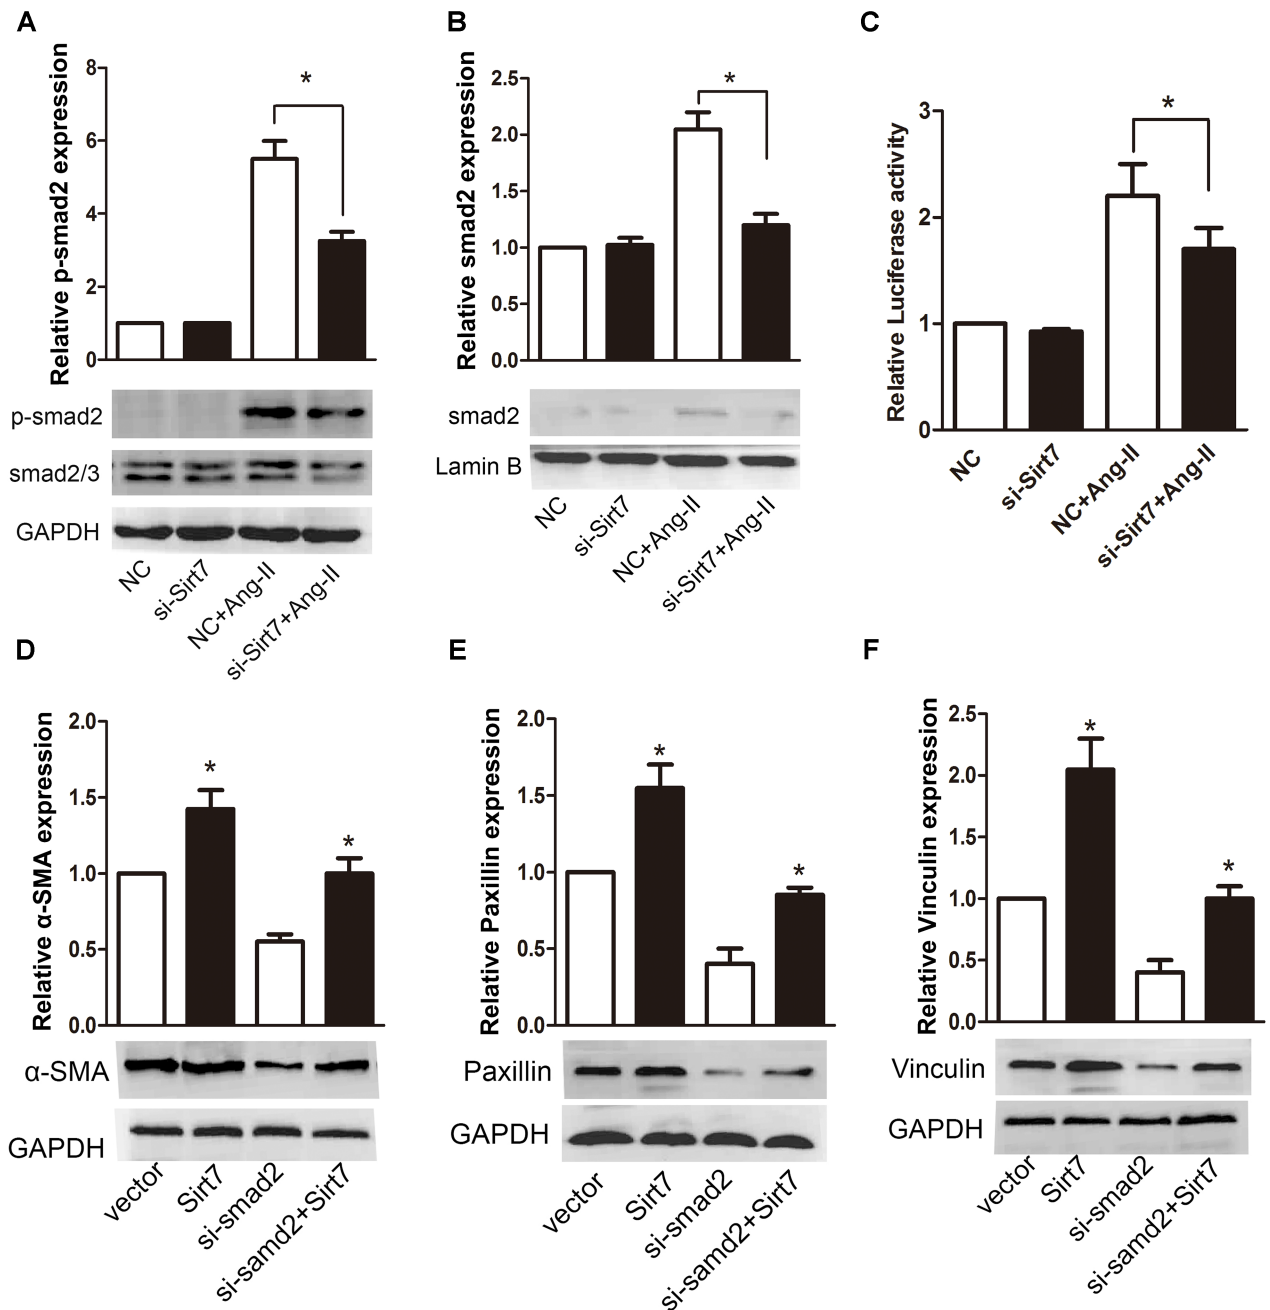 A
Relative p-smad2 expression
8
6
4
2
0
*
p-smad2
smad2/3
GAPDH
NC
si-Sirt7
NC+Ang-II
si-Sirt7+Ang-II
B
Relative smad2 expression
2.5
2.0
1.5
1.0
0.5
0.0
*
smad2
Lamin B
NC
si-Sirt7
NC+Ang-II
si-Sirt7+Ang-II
C
Relative Luciferase activity
3
2
1
0
*
NC
si-Sirt7
NC+Ang-II
si-Sirt7+Ang-II
D
Relative α-SMA expression
2.0
1.5
1.0
0.5
0.0
*
*
α-SMA
GAPDH
vector
Sirt7
si-smad2
si-samd2+Sirt7
E
Relative Paxillin expression
2.0
1.5
1.0
0.5
0.0
*
*
Paxillin
GAPDH
vector
Sirt7
si-smad2
si-samd2+Sirt7
F
Relative Vinculin expression
2.5
2.0
1.5
1.0
0.5
0.0
*
*
Vinculin
GAPDH
vector
Sirt7
si-smad2
si-samd2+Sirt7